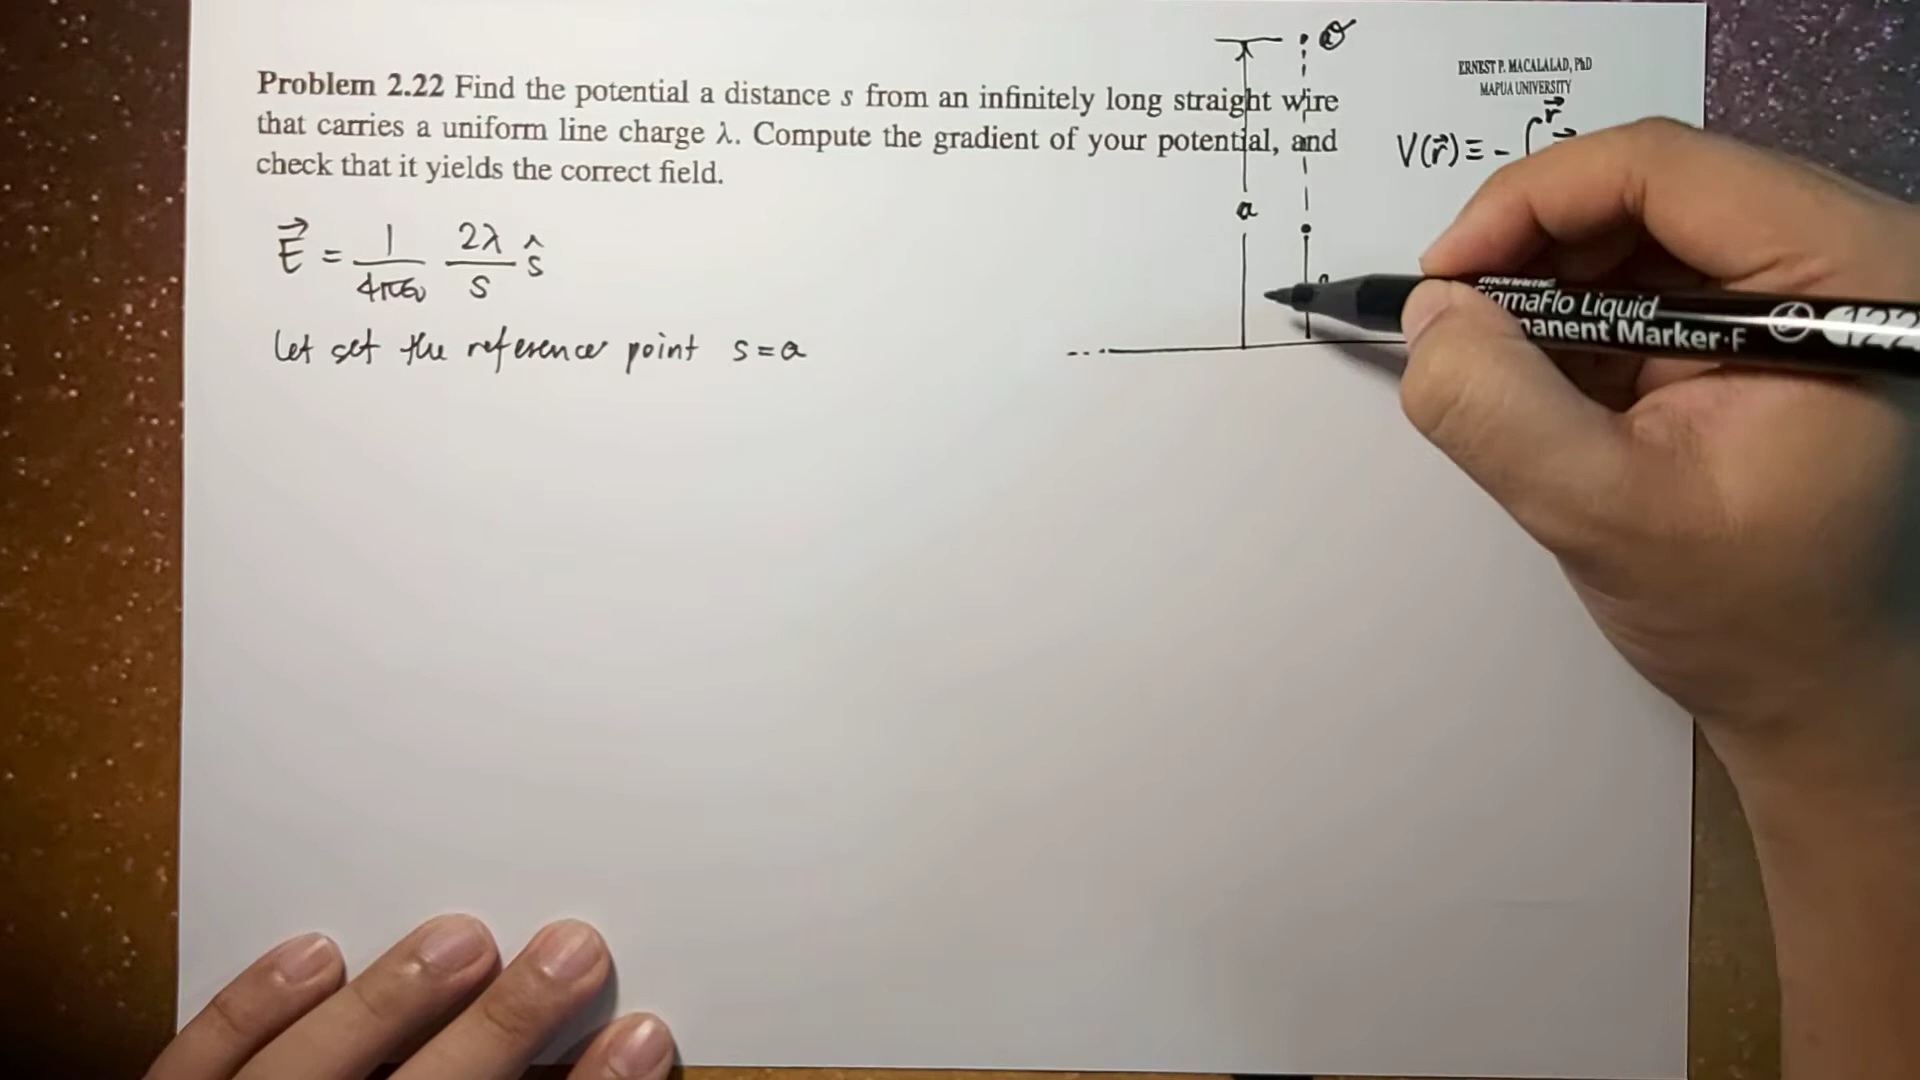 Problem 2.22 Find the potential a distance s from an infinitely long straight wire
that carries a uniform line charge λ. Compute the gradient of your potential, and
check that it yields the correct field.
ERNEST P. MACALALAD, PhD
MAPUA UNIVERSITY
V(r⃗) ≡ - ∫ r⃗
a
E⃗ = 1/4πε₀ 2λ/s ŝ
Let set the reference point s = a
SigmaFlo Liquid
manent Marker·F
122